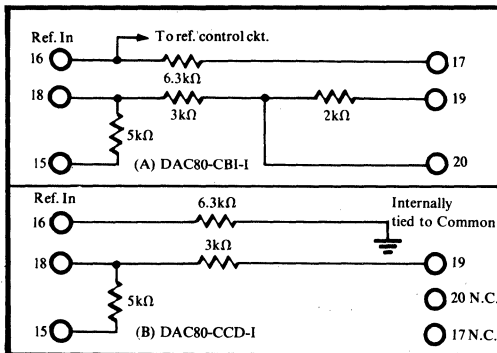 Ref. In
To ref. control ckt.
16
6.3kΩ
17
18
3kΩ
2kΩ
19
5kΩ
15
(A) DAC80-CBI-I
20
Ref. In
16
6.3kΩ
Internally
tied to Common
18
3kΩ
19
5kΩ
20 N.C.
15
(B) DAC80-CCD-I
17 N.C.